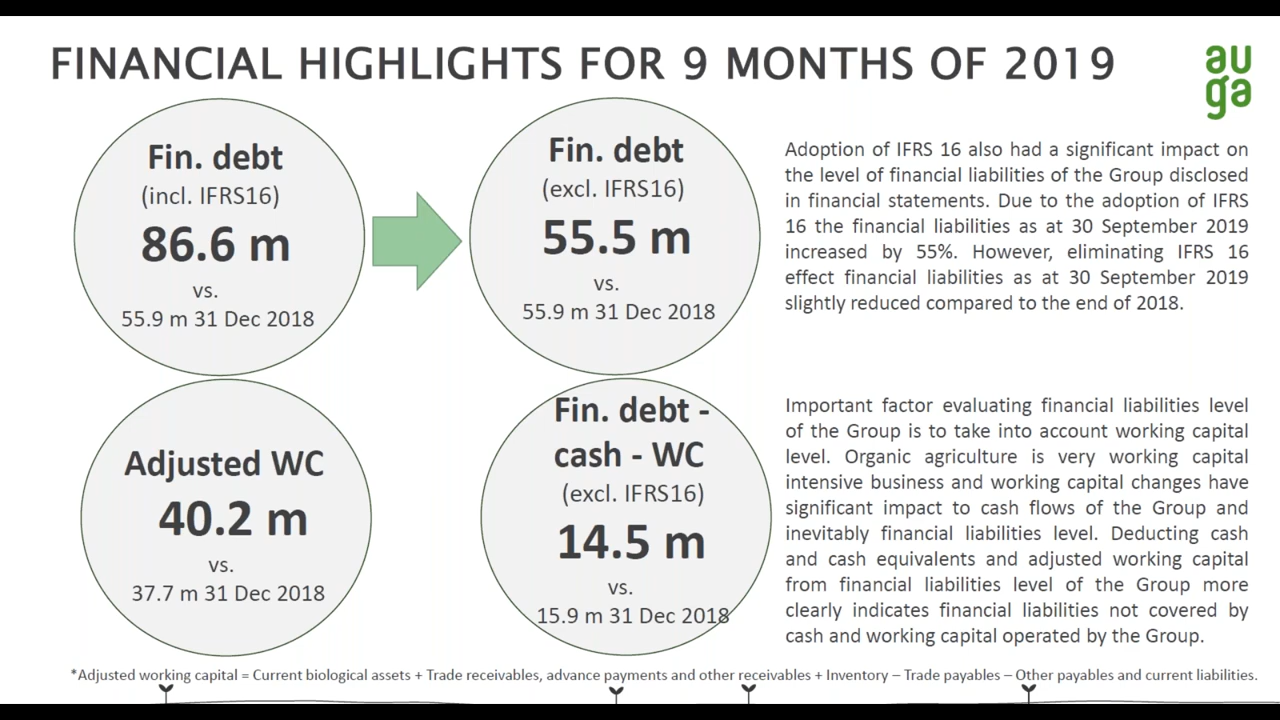 FINANCIAL HIGHLIGHTS FOR 9 MONTHS OF 2019
au
ga
Fin. debt
(incl. IFRS16)
86.6 m
vs.
55.9 m 31 Dec 2018
Fin. debt
(excl. IFRS16)
55.5 m
vs.
55.9 m 31 Dec 2018
Adoption of IFRS 16 also had a significant impact on
the level of financial liabilities of the Group disclosed
in financial statements. Due to the adoption of IFRS
16 the financial liabilities as at 30 September 2019
increased by 55%. However, eliminating IFRS 16
effect financial liabilities as at 30 September 2019
slightly reduced compared to the end of 2018.
Adjusted WC
40.2 m
vs.
37.7 m 31 Dec 2018
Fin. debt -
cash - WC
(excl. IFRS16)
14.5 m
vs.
15.9 m 31 Dec 2018
Important factor evaluating financial liabilities level
of the Group is to take into account working capital
level. Organic agriculture is very working capital
intensive business and working capital changes have
significant impact to cash flows of the Group and
inevitably financial liabilities level. Deducting cash
and cash equivalents and adjusted working capital
from financial liabilities level of the Group more
clearly indicates financial liabilities not covered by
cash and working capital operated by the Group.
*Adjusted working capital = Current biological assets + Trade receivables, advance payments and other receivables + Inventory – Trade payables – Other payables and current liabilities.